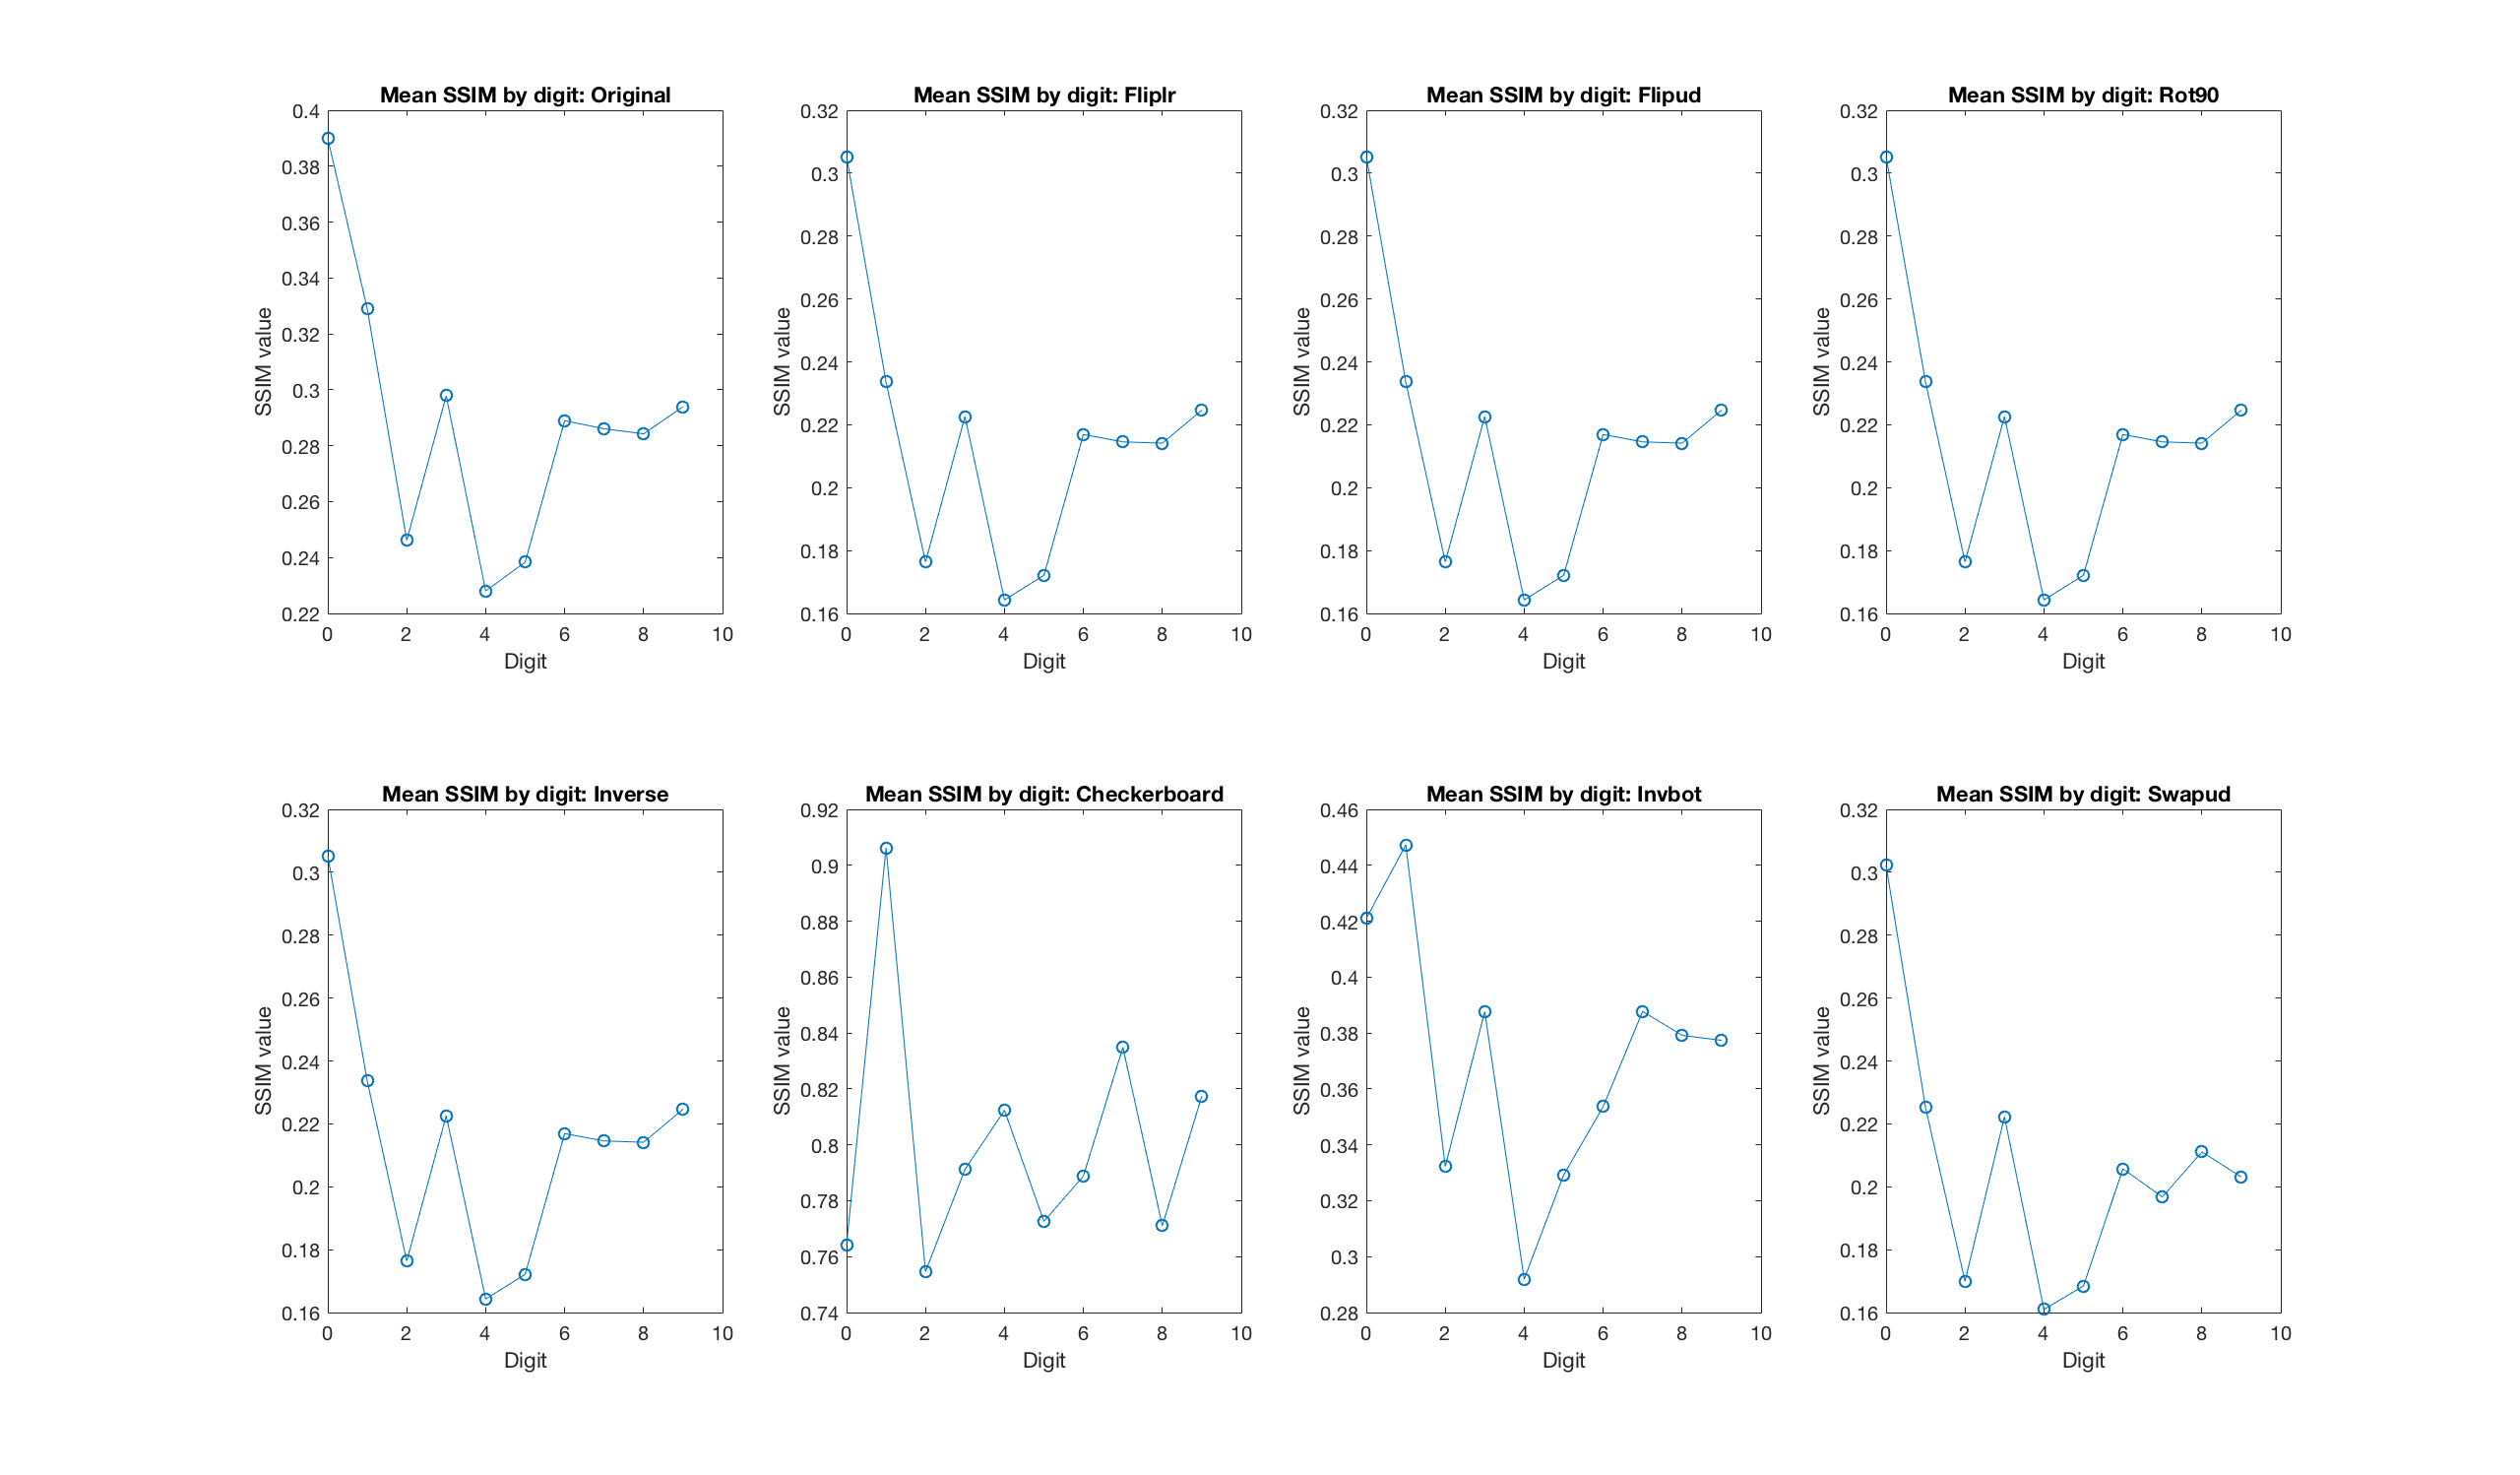 Mean SSIM by digit: Original
0.4
0.38
0.36
0.34
0.32
0.3
0.28
0.26
0.24
0.22
SSIM value
0 2 4 6 8 10
Digit
Mean SSIM by digit: Fliplr
0.32
0.3
0.28
0.26
0.24
0.22
0.2
0.18
0.16
SSIM value
0 2 4 6 8 10
Digit
Mean SSIM by digit: Flipud
0.32
0.3
0.28
0.26
0.24
0.22
0.2
0.18
0.16
SSIM value
0 2 4 6 8 10
Digit
Mean SSIM by digit: Rot90
0.32
0.3
0.28
0.26
0.24
0.22
0.2
0.18
0.16
SSIM value
0 2 4 6 8 10
Digit
Mean SSIM by digit: Inverse
0.32
0.3
0.28
0.26
0.24
0.22
0.2
0.18
0.16
SSIM value
0 2 4 6 8 10
Digit
Mean SSIM by digit: Checkerboard
0.92
0.9
0.88
0.86
0.84
0.82
0.8
0.78
0.76
0.74
SSIM value
0 2 4 6 8 10
Digit
Mean SSIM by digit: Invbot
0.46
0.44
0.42
0.4
0.38
0.36
0.34
0.32
0.3
0.28
SSIM value
0 2 4 6 8 10
Digit
Mean SSIM by digit: Swapud
0.32
0.3
0.28
0.26
0.24
0.22
0.2
0.18
0.16
SSIM value
0 2 4 6 8 10
Digit